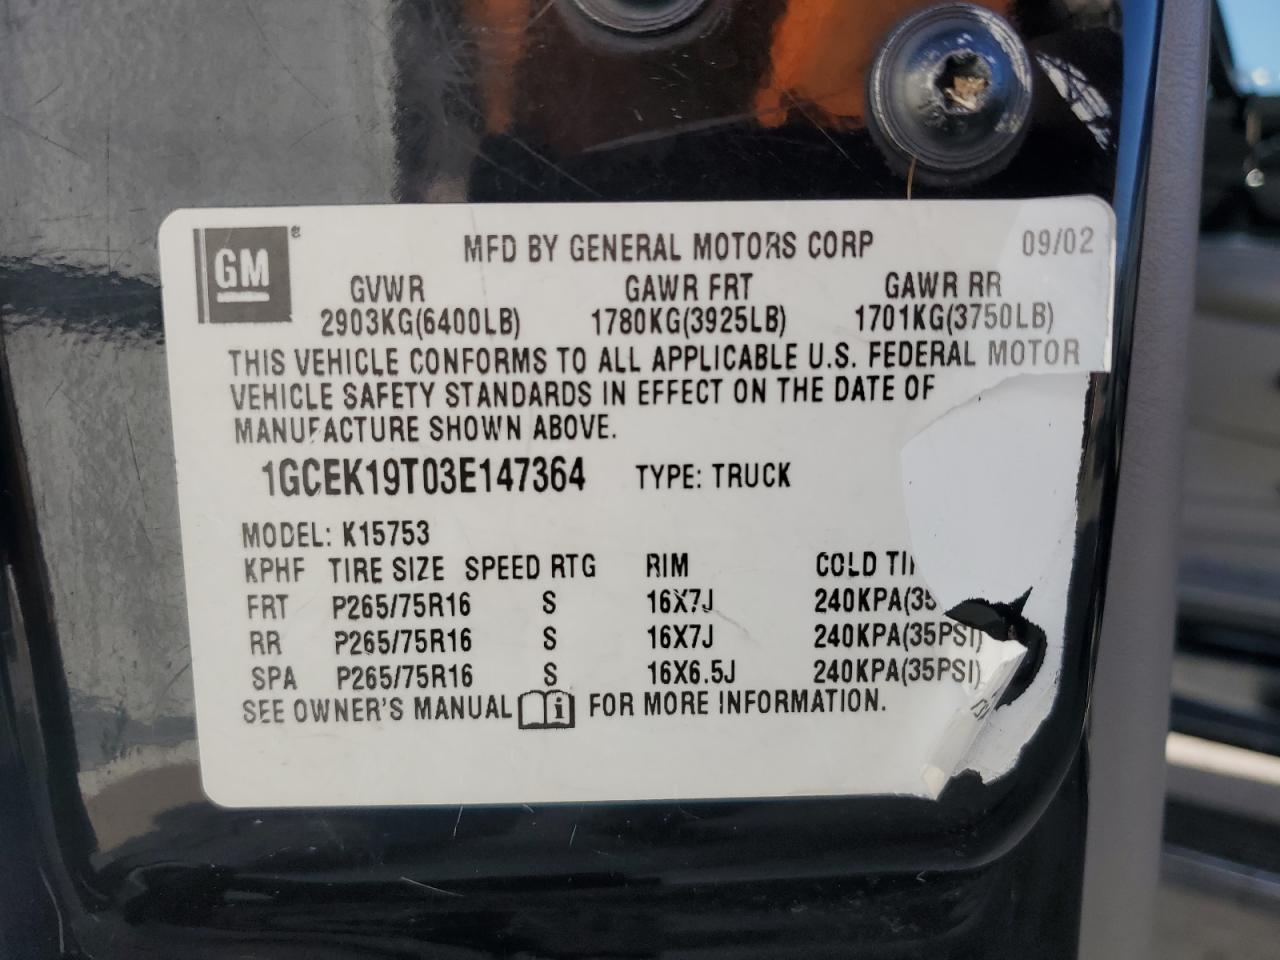 GM ® MFD BY GENERAL MOTORS CORP 09/02
GVWR GAWR FRT GAWR RR
2903KG(6400LB) 1780KG(3925LB) 1701KG(3750LB)
THIS VEHICLE CONFORMS TO ALL APPLICABLE U.S. FEDERAL MOTOR
VEHICLE SAFETY STANDARDS IN EFFECT ON THE DATE OF
MANUFACTURE SHOWN ABOVE.
1GCEK19T03E147364 TYPE: TRUCK
MODEL: K15753
KPHF TIRE SIZE SPEED RTG RIM COLD
FRT P265/75R16 S 16X7J 240KPA(35
RR P265/75R16 S 16X7J 240KPA(35PSI)
SPA P265/75R16 S 16X6.5J 240KPA(35PSI)
SEE OWNER'S MANUAL i FOR MORE INFORMATION.